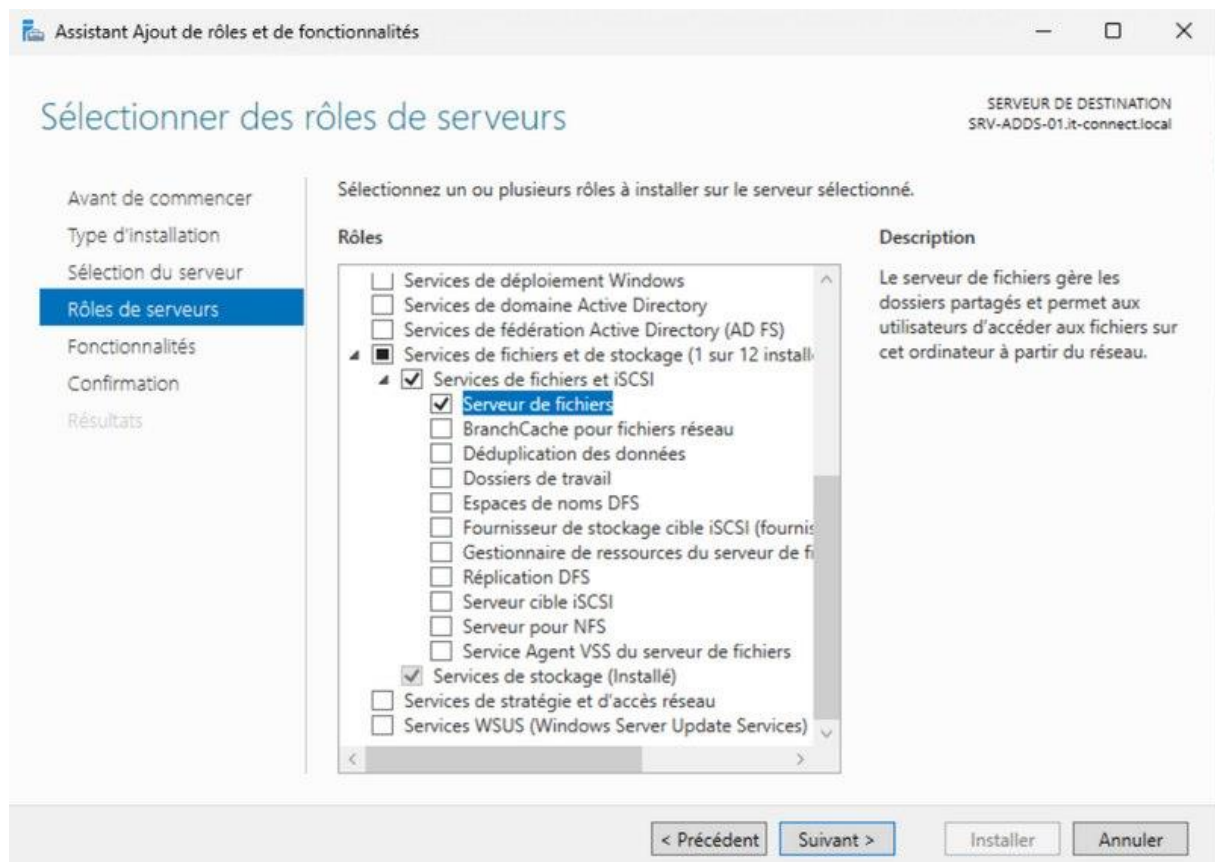 Assistant Ajout de rôles et de fonctionnalités
Sélectionner des rôles de serveurs
SERVEUR DE DESTINATION
SRV-ADDS-01.it-connect.local
Avant de commencer
Type d'installation
Sélection du serveur
Rôles de serveurs
Fonctionnalités
Confirmation
Résultats
Sélectionnez un ou plusieurs rôles à installer sur le serveur sélectionné.
Rôles
Services de déploiement Windows
Services de domaine Active Directory
Services de fédération Active Directory (AD FS)
Services de fichiers et de stockage (1 sur 12 install
Services de fichiers et iSCSI
Serveur de fichiers
BranchCache pour fichiers réseau
Déduplication des données
Dossiers de travail
Espaces de noms DFS
Fournisseur de stockage cible iSCSI (fournis
Gestionnaire de ressources du serveur de fi
Réplication DFS
Serveur cible iSCSI
Serveur pour NFS
Service Agent VSS du serveur de fichiers
Services de stockage (Installé)
Services de stratégie et d'accès réseau
Services WSUS (Windows Server Update Services)
Description
Le serveur de fichiers gère les
dossiers partagés et permet aux
utilisateurs d'accéder aux fichiers sur
cet ordinateur à partir du réseau.
< Précédent
Suivant >
Installer
Annuler